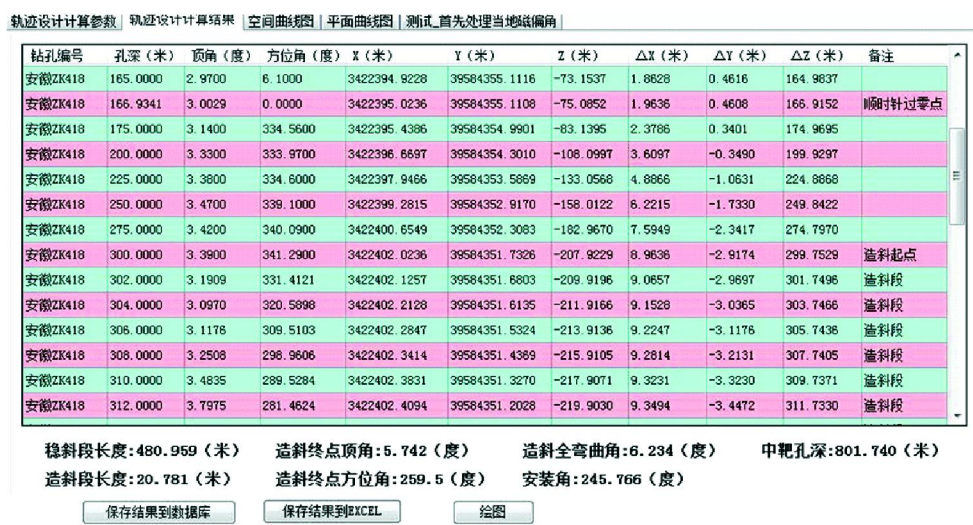 轨迹设计计算参数 轨迹设计计算结果 空间曲线图 平面曲线图 测试_首先处理当地磁偏角
钻孔编号 孔深（米） 顶角（度） 方位角（度） X（米） Y（米） Z（米） △X（米） △Y（米） △Z（米） 备注
安徽ZK418 165.0000 2.9700 6.1000 3422394.9228 39584355.1116 -73.1537 1.8628 0.4616 164.9837
安徽ZK418 166.9341 3.0029 0.0000 3422395.0236 39584355.1108 -75.0852 1.9636 0.4608 166.9152 顺时针过零点
安徽ZK418 175.0000 3.1400 334.5600 3422395.4386 39584354.9901 -83.1395 2.3786 0.3401 174.9695
安徽ZK418 200.0000 3.3300 333.9700 3422396.6697 39584354.3010 -108.0997 3.6097 -0.3490 199.9297
安徽ZK418 225.0000 3.3800 334.6000 3422397.9466 39584353.5869 -133.0568 4.8866 -1.0631 224.8868
安徽ZK418 250.0000 3.4700 339.1000 3422399.2815 39584352.9170 -158.0122 6.2215 -1.7330 249.8422
安徽ZK418 275.0000 3.4200 340.0900 3422400.6549 39584352.3083 -182.9670 7.5949 -2.3417 274.7970
安徽ZK418 300.0000 3.3900 341.2900 3422402.0236 39584351.7326 -207.9229 8.9636 -2.9174 299.7529 造斜起点
安徽ZK418 302.0000 3.1909 331.4121 3422402.1257 39584351.6803 -209.9196 9.0657 -2.9697 301.7496 造斜段
安徽ZK418 304.0000 3.0970 320.5898 3422402.2128 39584351.6135 -211.9166 9.1528 -3.0365 303.7466 造斜段
安徽ZK418 306.0000 3.1176 309.5103 3422402.2847 39584351.5324 -213.9136 9.2247 -3.1176 305.7436 造斜段
安徽ZK418 308.0000 3.2508 298.9606 3422402.3414 39584351.4369 -215.9105 9.2814 -3.2131 307.7405 造斜段
安徽ZK418 310.0000 3.4835 289.5284 3422402.3831 39584351.3270 -217.9071 9.3231 -3.3230 309.7371 造斜段
安徽ZK418 312.0000 3.7975 281.4624 3422402.4094 39584351.2028 -219.9030 9.3494 -3.4472 311.7330 造斜段
稳斜段长度:480.959（米） 造斜终点顶角:5.742（度） 造斜全弯曲角:6.234（度） 中靶孔深:801.740（米）
造斜段长度:20.781（米） 造斜终点方位角:259.5（度） 安装角:245.766（度）
保存结果到数据库 保存结果到EXCEL 绘图